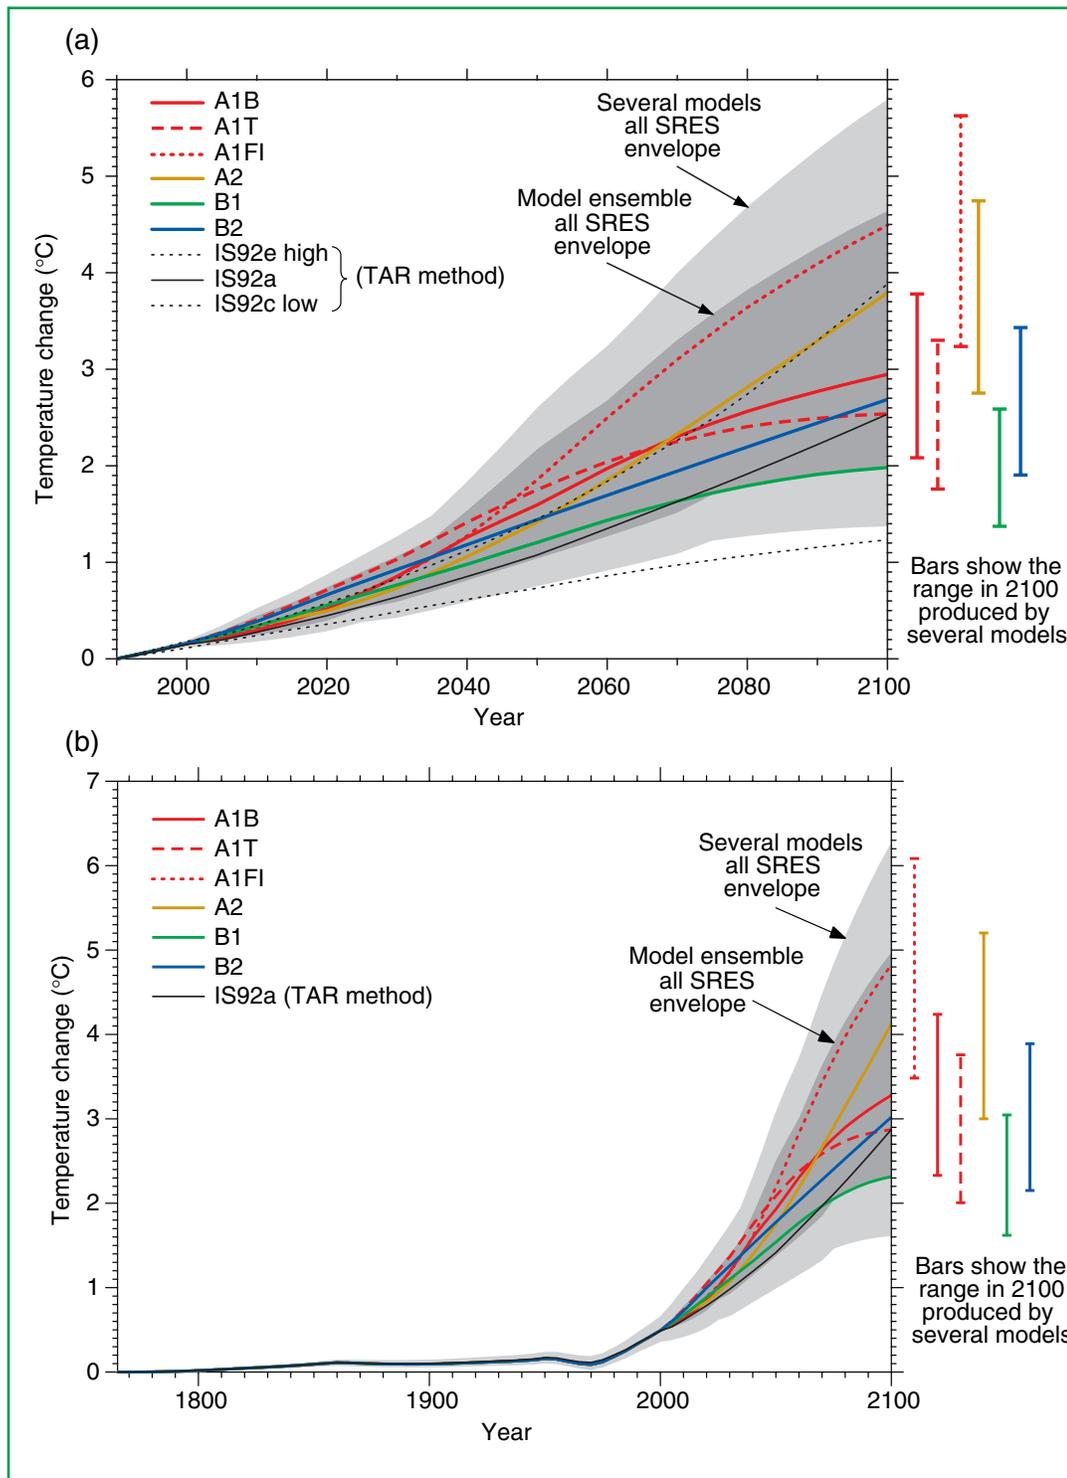 (a)
6
5
4
3
2
1
0
Temperature change (°C)
A1B
A1T
A1FI
A2
B1
B2
IS92e high
IS92a
IS92c low
(TAR method)
Several models
all SRES
envelope
Model ensemble
all SRES
envelope
2000
2020
2040
2060
2080
2100
Year
Bars show the
range in 2100
produced by
several models
(b)
7
6
5
4
3
2
1
0
Temperature change (°C)
A1B
A1T
A1FI
A2
B1
B2
IS92a (TAR method)
Several models
all SRES
envelope
Model ensemble
all SRES
envelope
1800
1900
2000
2100
Year
Bars show the
range in 2100
produced by
several models